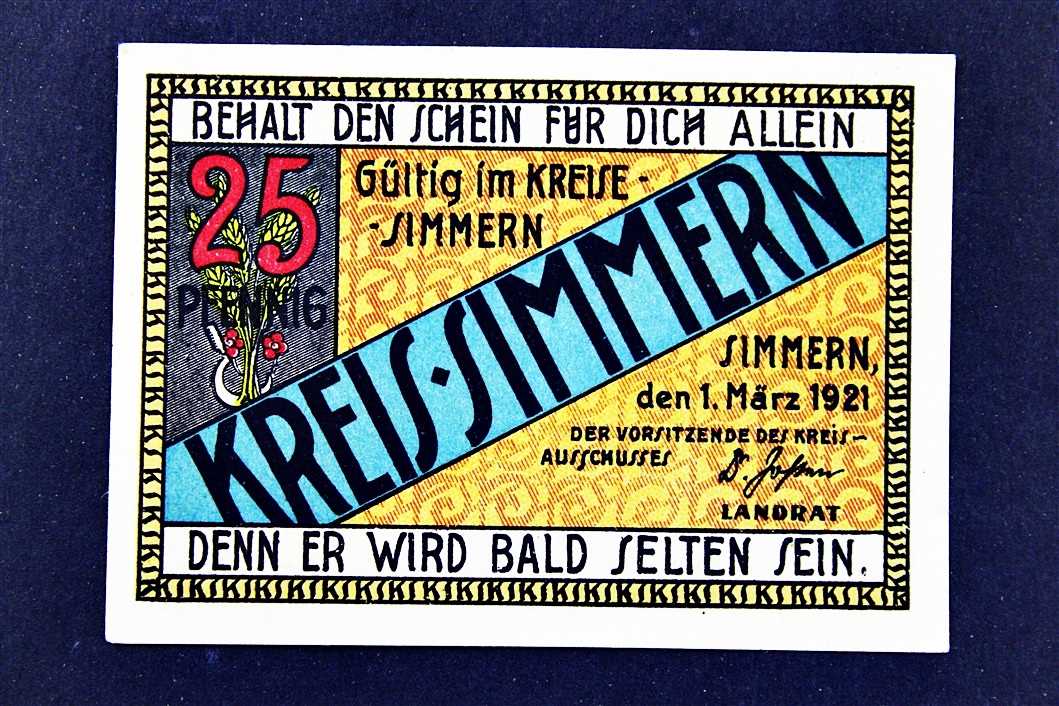 BEHALT DEN SCHEIN FÜR DICH ALLEIN
25
PFENNIG
Gültig im KREISE-
-SIMMERN
KREIS-SIMMERN
SIMMERN,
den 1. März 1921
DER VORSITZENDE DES KREIS-
AUSSCHUSSES
Dr.
LANDRAT
DENN ER WIRD BALD SELTEN SEIN.